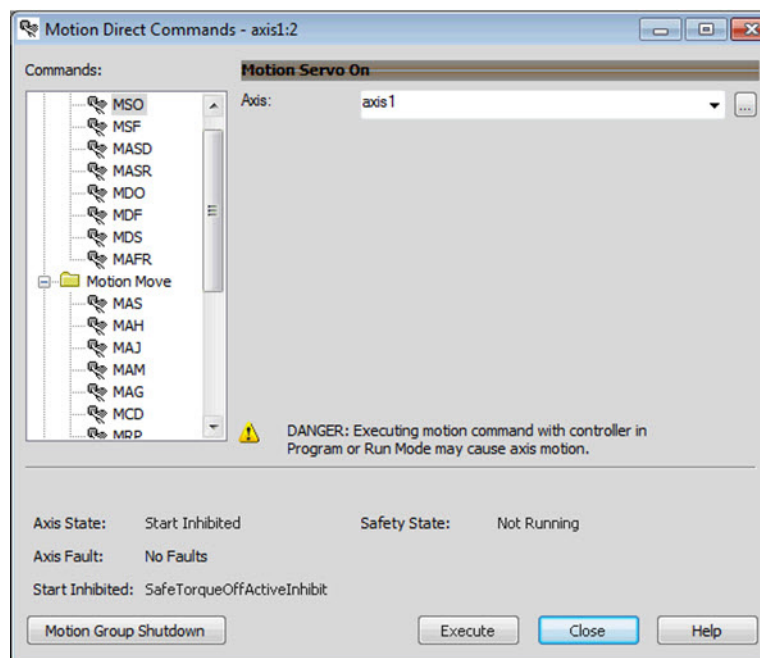 Motion Direct Commands - axis1:2
Commands:
Motion Servo On
MSO
MSF
MASD
MASR
MDO
MDF
MDS
MAFR
Motion Move
MAS
MAH
MAJ
MAM
MAG
MCD
MRP
Axis:
axis1
...
DANGER: Executing motion command with controller in
Program or Run Mode may cause axis motion.
Axis State: Start Inhibited
Safety State: Not Running
Axis Fault: No Faults
Start Inhibited: SafeTorqueOffActiveInhibit
Motion Group Shutdown
Execute
Close
Help